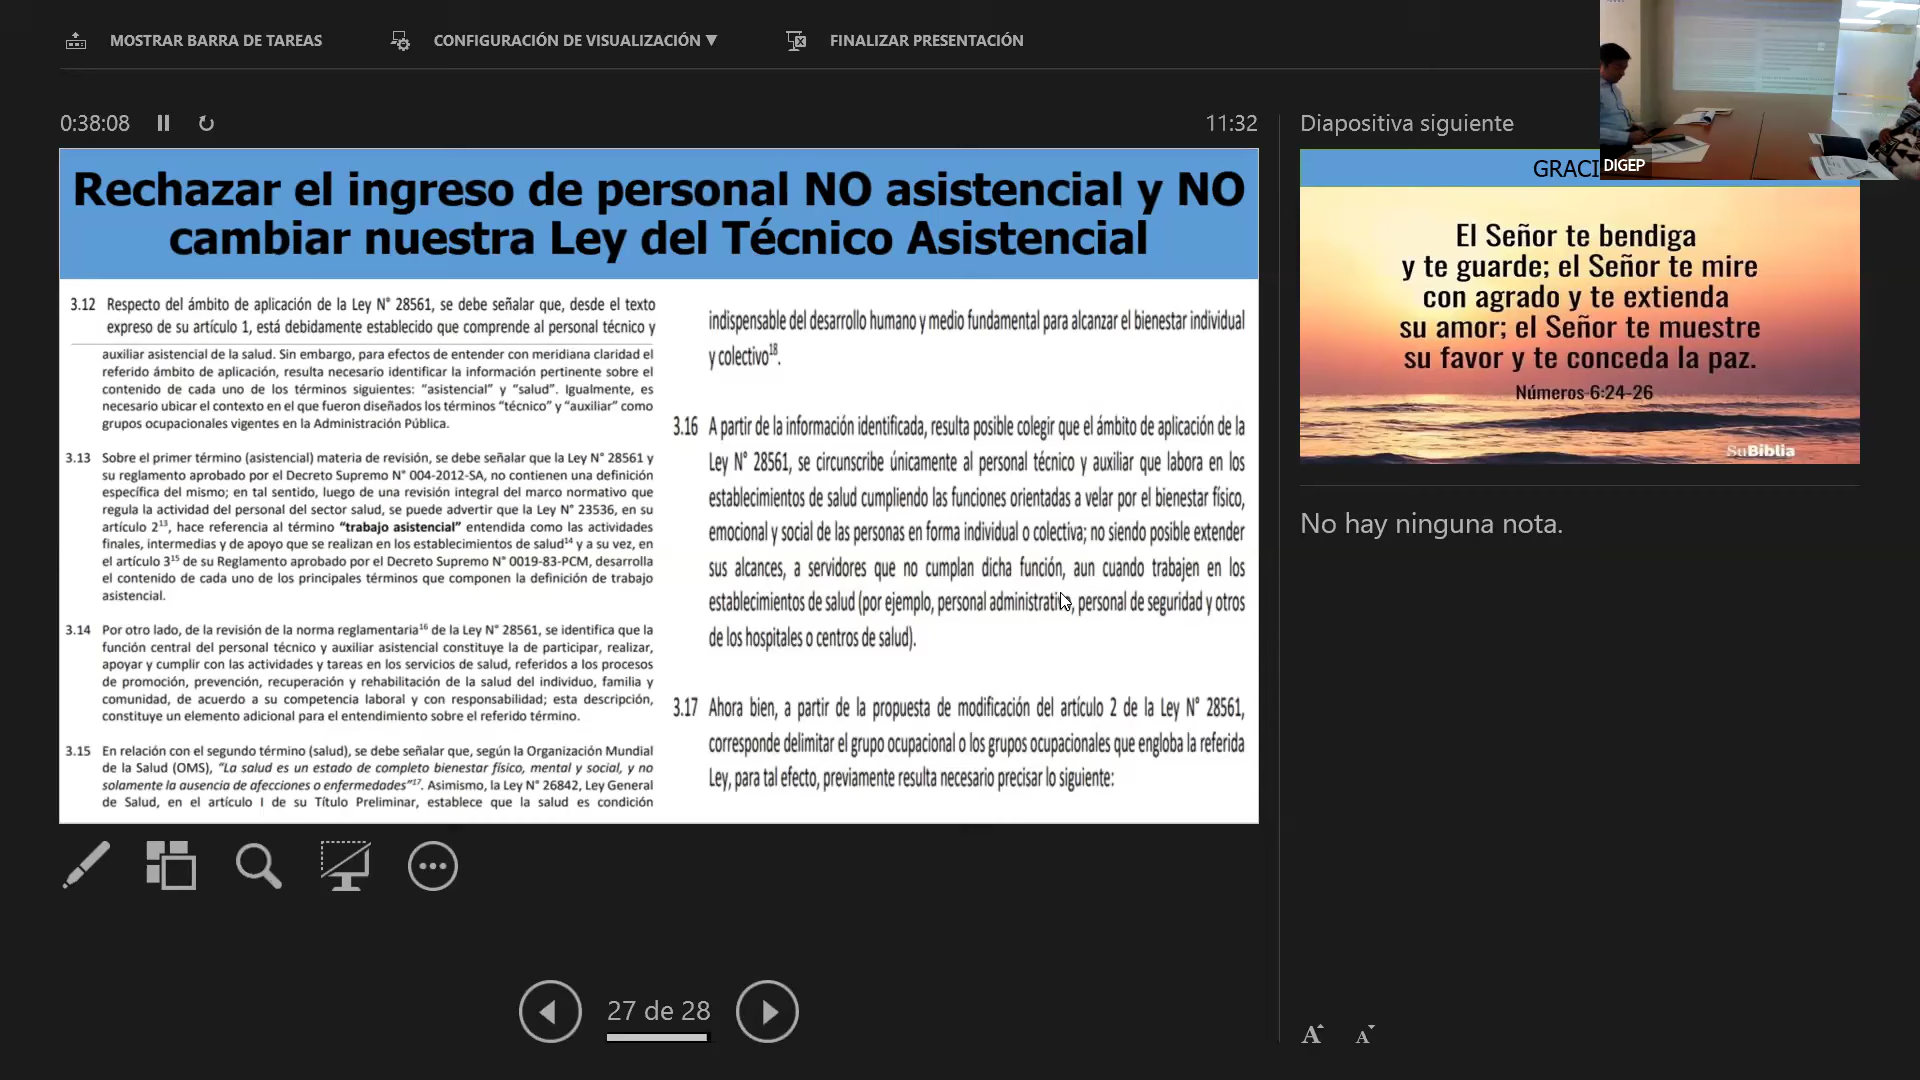 MOSTRAR BARRA DE TAREAS
CONFIGURACIÓN DE VISUALIZACIÓN ▼
FINALIZAR PRESENTACIÓN
0:38:08
11:32
Rechazar el ingreso de personal NO asistencial y NO
cambiar nuestra Ley del Técnico Asistencial
3.12 Respecto del ámbito de aplicación de la Ley N° 28561, se debe señalar que, desde el texto
expreso de su artículo 1, está debidamente establecido que comprende al personal técnico y
auxiliar asistencial de la salud. Sin embargo, para efectos de entender con meridiana claridad el
referido ámbito de aplicación, resulta necesario identificar la información pertinente sobre el
contenido de cada uno de los términos siguientes: “asistencial” y “salud”. Igualmente, es
necesario ubicar el contexto en el que fueron diseñados los términos “técnico” y “auxiliar” como
grupos ocupacionales vigentes en la Administración Pública.
3.13 Sobre el primer término (asistencial) materia de revisión, se debe señalar que la Ley N° 28561 y
su reglamento aprobado por el Decreto Supremo N° 004-2012-SA, no contienen una definición
específica del mismo; en tal sentido, luego de una revisión integral del marco normativo que
regula la actividad del personal del sector salud, se puede advertir que la Ley N° 23536, en su
artículo 2¹³, hace referencia al término “trabajo asistencial” entendida como las actividades
finales, intermedias y de apoyo que se realizan en los establecimientos de salud¹⁴ y a su vez, en
el artículo 3¹⁵ de su Reglamento aprobado por el Decreto Supremo N° 0019-83-PCM, desarrolla
el contenido de cada uno de los principales términos que componen la definición de trabajo
asistencial.
3.14 Por otro lado, de la revisión de la norma reglamentaria¹⁶ de la Ley N° 28561, se identifica que la
función central del personal técnico y auxiliar asistencial constituye la de participar, realizar,
apoyar y cumplir con las actividades y tareas en los servicios de salud, referidos a los procesos
de promoción, prevención, recuperación y rehabilitación de la salud del individuo, familia y
comunidad, de acuerdo a su competencia laboral y con responsabilidad; esta descripción,
constituye un elemento adicional para el entendimiento sobre el referido término.
3.15 En relación con el segundo término (salud), se debe señalar que, según la Organización Mundial
de la Salud (OMS), “La salud es un estado de completo bienestar físico, mental y social, y no
solamente la ausencia de afecciones o enfermedades”¹⁷. Asimismo, la Ley N° 26842, Ley General
de Salud, en el artículo I de su Título Preliminar, establece que la salud es condición
indispensable del desarrollo humano y medio fundamental para alcanzar el bienestar individual
y colectivo¹⁸.
3.16 A partir de la información identificada, resulta posible colegir que el ámbito de aplicación de la
Ley N° 28561, se circunscribe únicamente al personal técnico y auxiliar que labora en los
establecimientos de salud cumpliendo las funciones orientadas a velar por el bienestar físico,
emocional y social de las personas en forma individual o colectiva; no siendo posible extender
sus alcances, a servidores que no cumplan dicha función, aun cuando trabajen en los
establecimientos de salud (por ejemplo, personal administrativo, personal de seguridad y otros
de los hospitales o centros de salud).
3.17 Ahora bien, a partir de la propuesta de modificación del artículo 2 de la Ley N° 28561,
corresponde delimitar el grupo ocupacional o los grupos ocupacionales que engloba la referida
Ley, para tal efecto, previamente resulta necesario precisar lo siguiente:
27 de 28
Diapositiva siguiente
GRACI
DIGEP
El Señor te bendiga
y te guarde; el Señor te mire
con agrado y te extienda
su amor; el Señor te muestre
su favor y te conceda la paz.
Números 6:24-26
SuBiblia
No hay ninguna nota.
A A